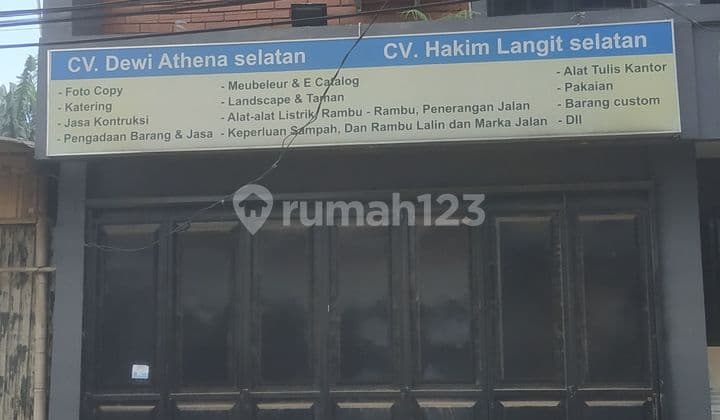 CV. Dewi Athena selatan
CV. Hakim Langit selatan
- Foto Copy
- Katering
- Jasa Kontruksi
- Pengadaan Barang & Jasa
- Meubeleur & E Catalog
- Landscape & Taman
- Alat-alat Listrik, Rambu - Rambu, Penerangan Jalan
- Keperluan Sampah, Dan Rambu Lalin dan Marka Jalan
- Alat Tulis Kantor
- Pakaian
- Barang custom
- Dll
rumah123